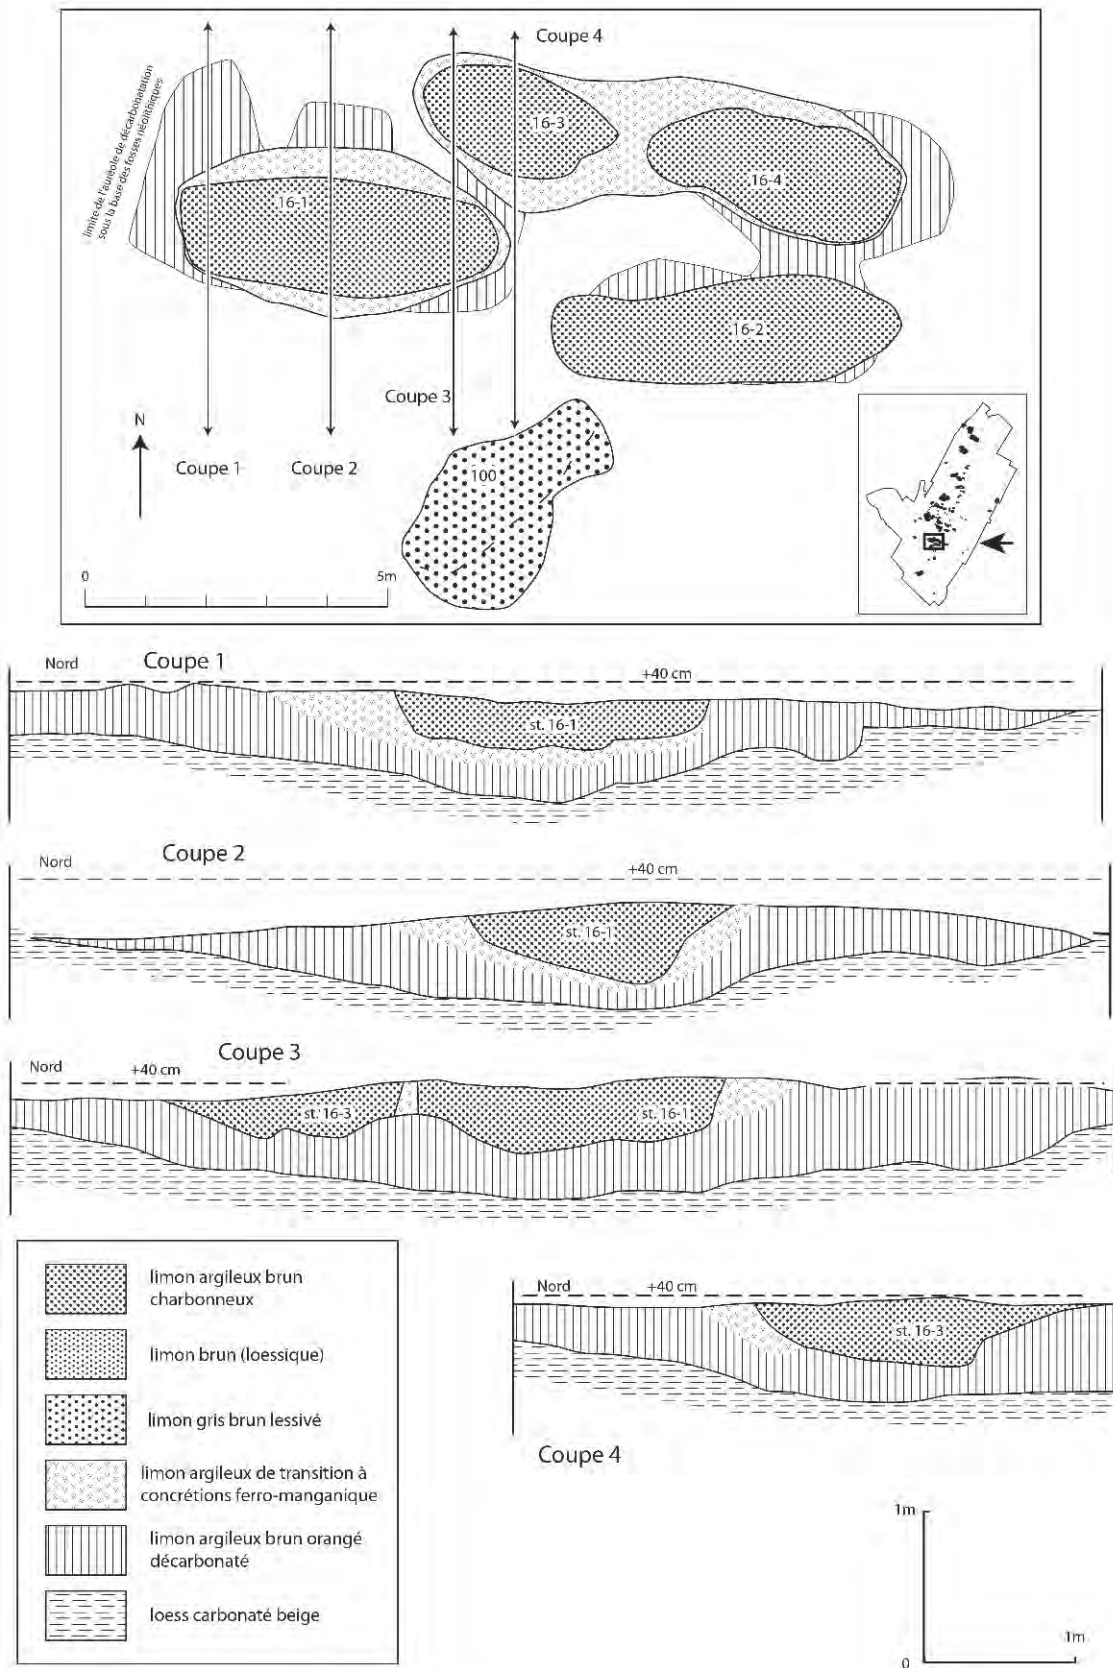 Coupe 4
limite de l'auréole de décarbonatation
sous la base des fosses néolithiques
16-3
16-4
16-1
16-2
Coupe 3
N
Coupe 1
Coupe 2
100
0
5m
Nord
Coupe 1
+40 cm
st. 16-1
Nord
Coupe 2
+40 cm
st. 16-1
Nord
+40 cm
Coupe 3
st. 16-3
st. 16-1
limon argileux brun
charbonneux
limon brun (loessique)
limon gris brun lessivé
limon argileux de transition à
concrétions ferro-manganique
limon argileux brun orangé
décarbonaté
loess carbonaté beige
Nord
+40 cm
st. 16-3
Coupe 4
1m
0
1m